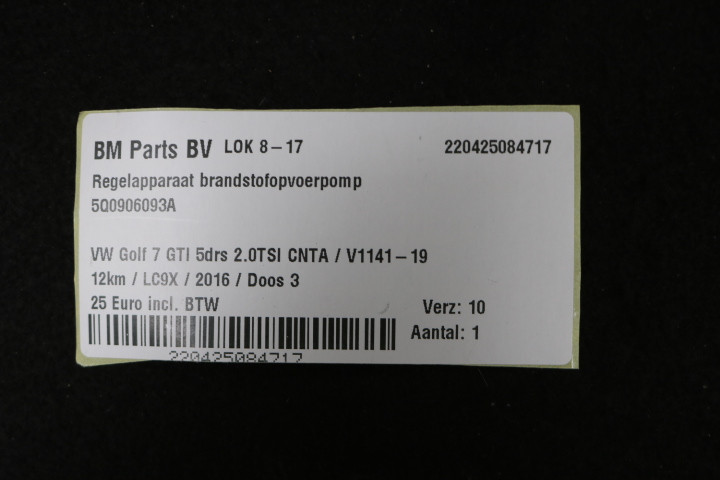 BM Parts BV LOK 8-17 220425084717
Regelapparaat brandstofopvoerpomp
5Q0906093A
VW Golf 7 GTI 5drs 2.0TSI CNTA / V1141-19
12km / LC9X / 2016 / Doos 3
25 Euro incl. BTW Verz: 10
Aantal: 1
220425084717